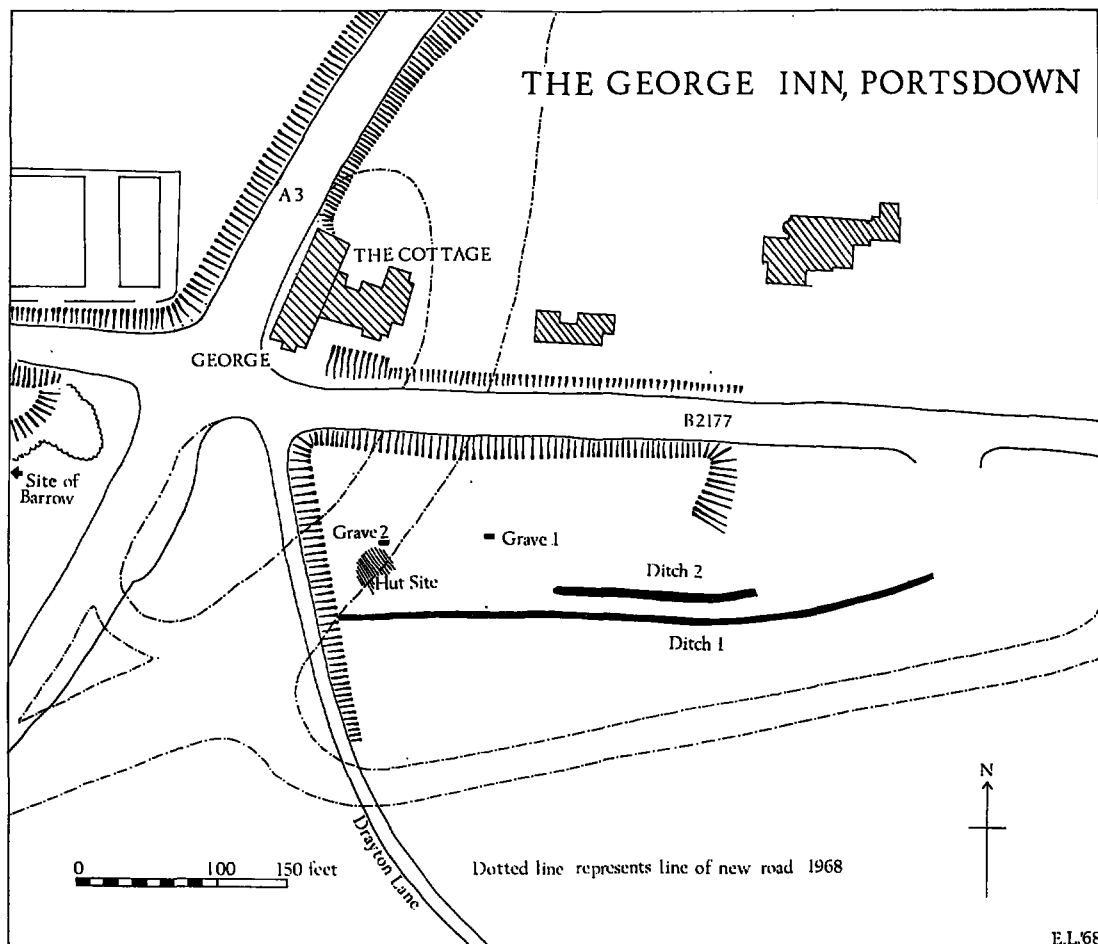 THE GEORGE INN, PORTSDOWN
A3
THE COTTAGE
GEORGE
B2177
Site of
Barrow
Grave 2
Grave 1
Hut Site
Ditch 2
Ditch 1
N
Drayton Lane
0 100 150 feet
Dotted line represents line of new road 1968
E.L.'68